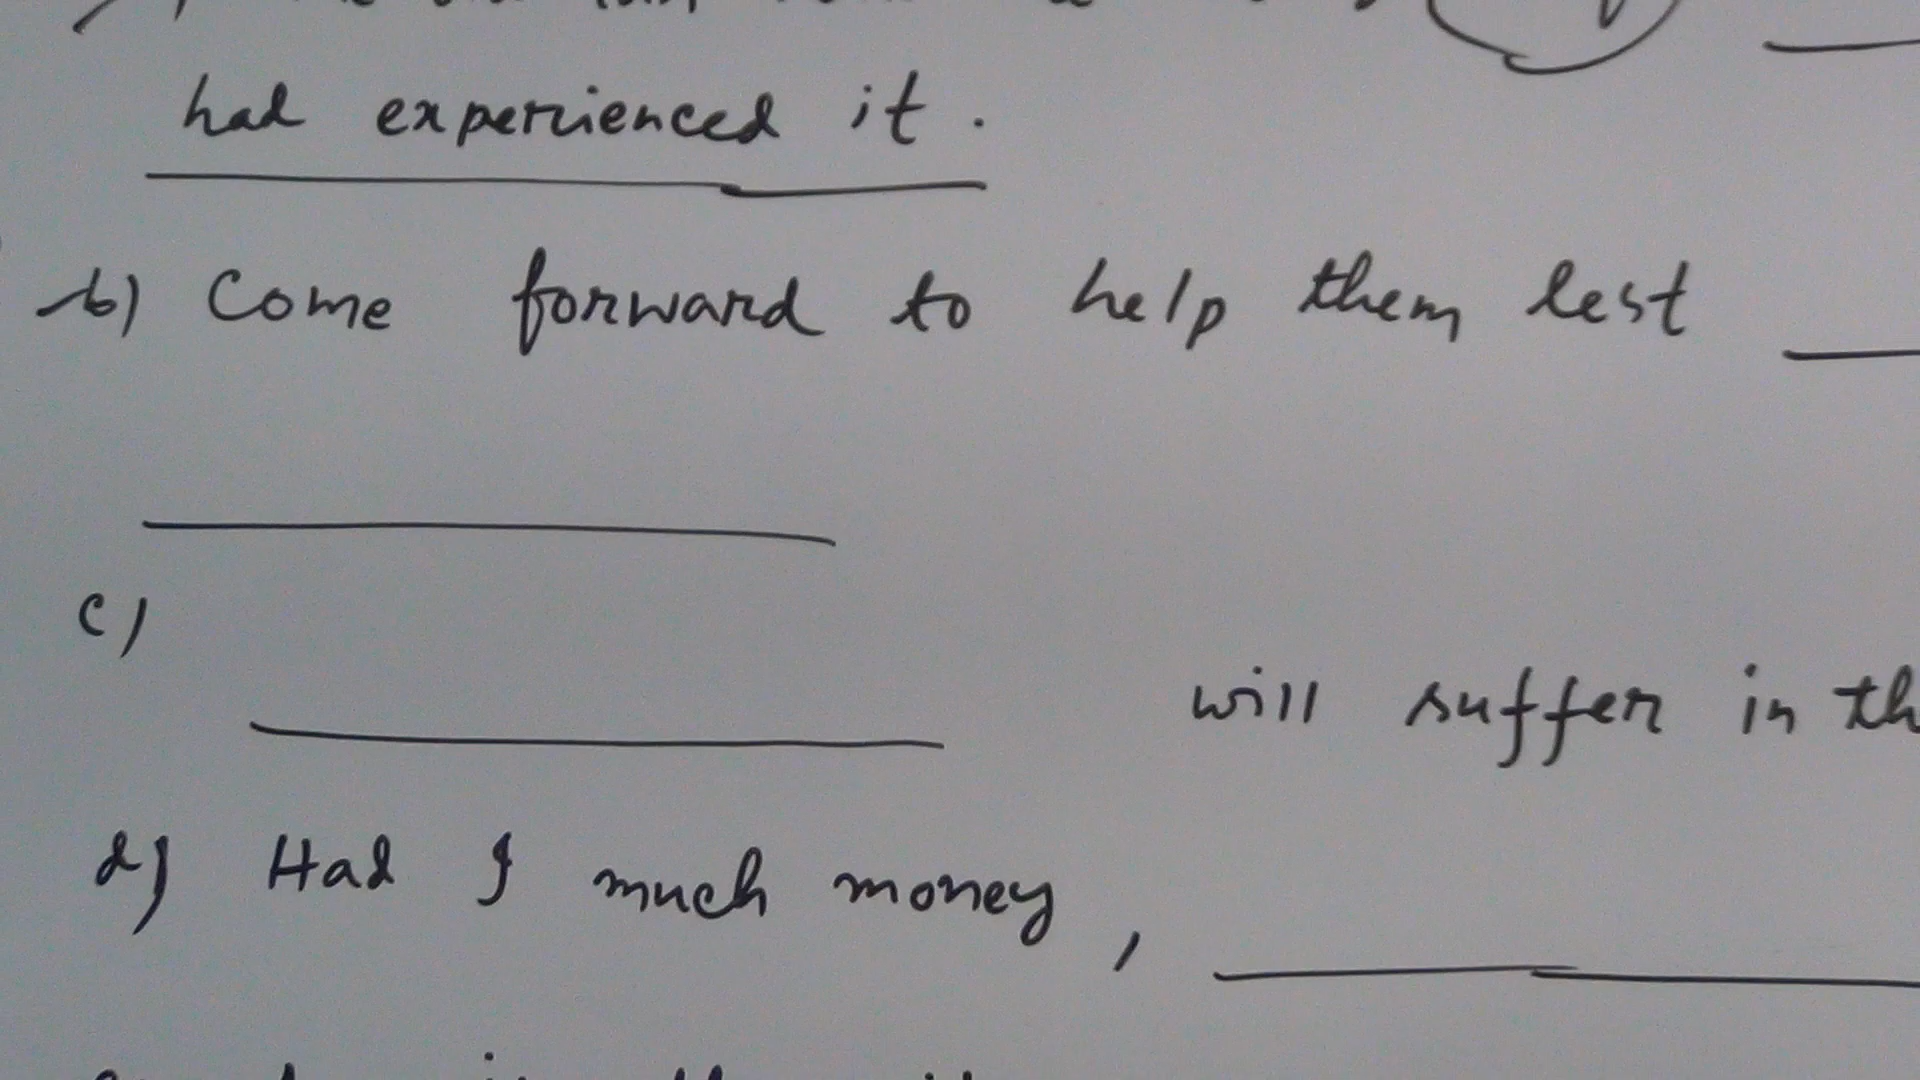 had experienced it.
b) Come forward to help them lest
c)
will suffer in th
d) Had I much money,